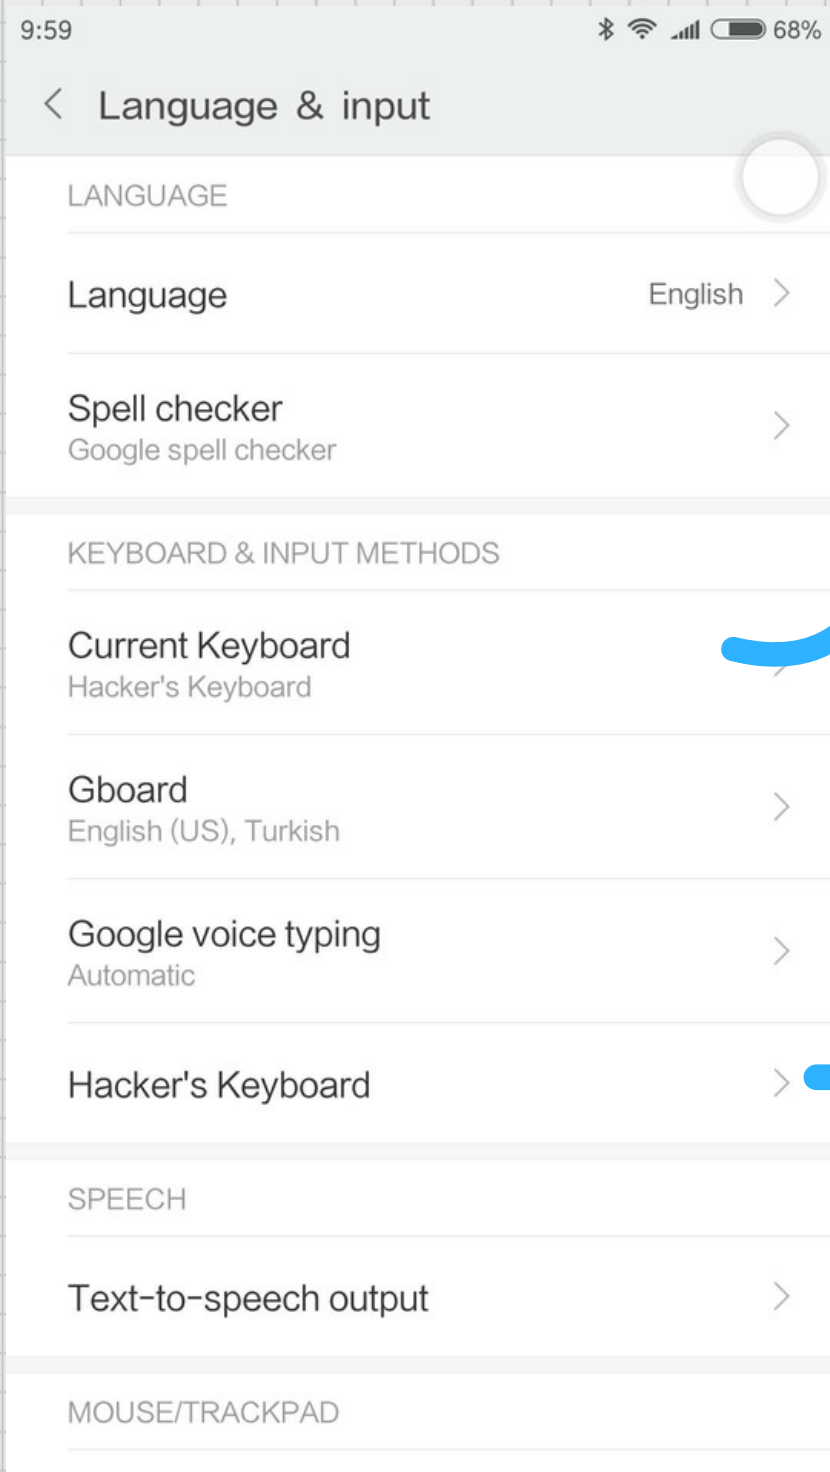 9:59
68%
Language & input
LANGUAGE
Language
English
Spell checker
Google spell checker
KEYBOARD & INPUT METHODS
Current Keyboard
Hacker's Keyboard
Gboard
English (US), Turkish
Google voice typing
Automatic
Hacker's Keyboard
SPEECH
Text-to-speech output
MOUSE/TRACKPAD